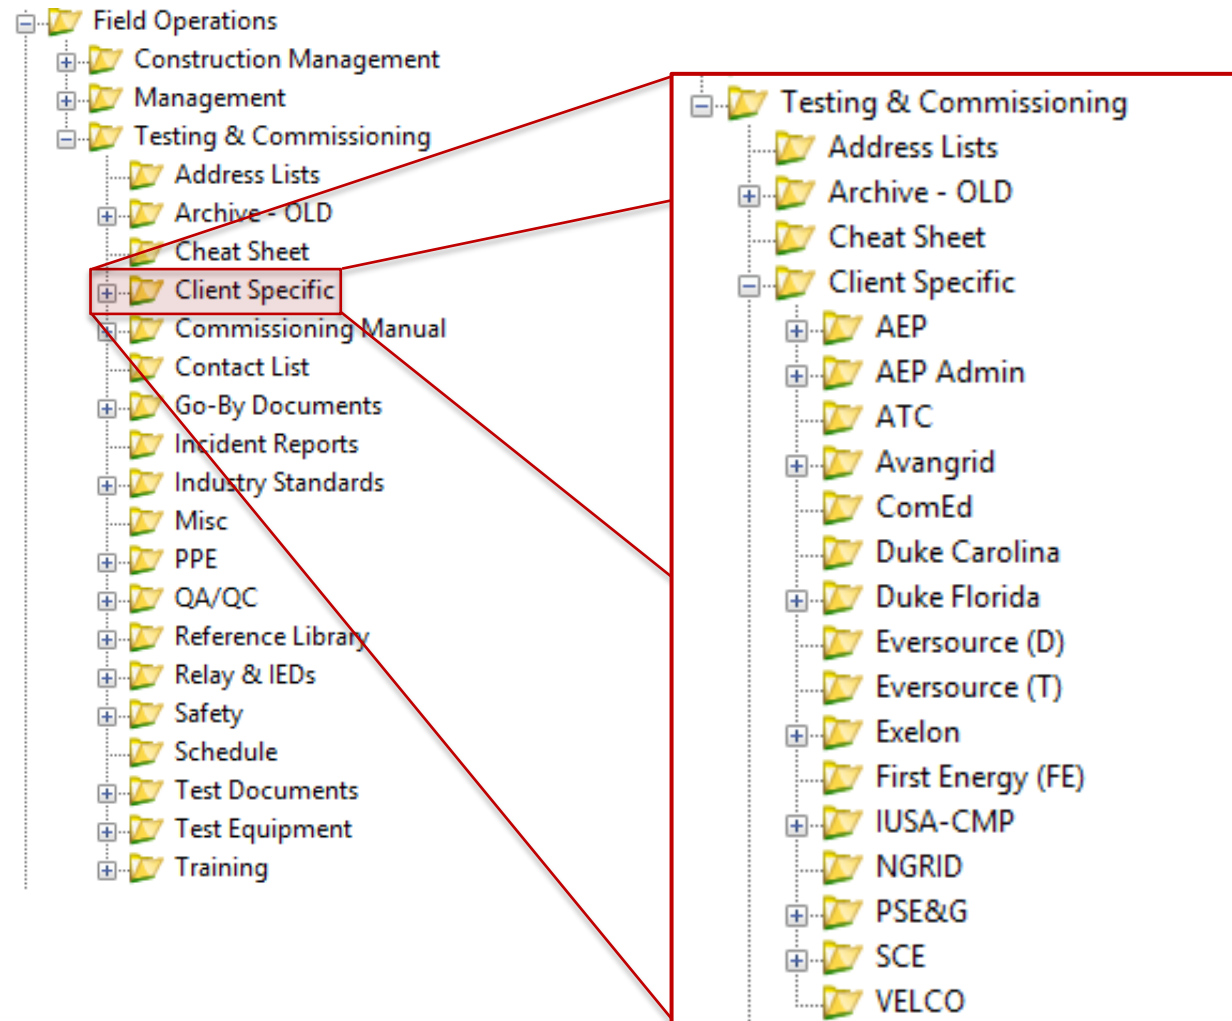 Field Operations
Construction Management
Management
Testing & Commissioning
Address Lists
Archive - OLD
Cheat Sheet
Client Specific
Commissioning Manual
Contact List
Go-By Documents
Incident Reports
Industry Standards
Misc
PPE
QA/QC
Reference Library
Relay & IEDs
Safety
Schedule
Test Documents
Test Equipment
Training
Testing & Commissioning
Address Lists
Archive - OLD
Cheat Sheet
Client Specific
AEP
AEP Admin
ATC
Avangrid
ComEd
Duke Carolina
Duke Florida
Eversource (D)
Eversource (T)
Exelon
First Energy (FE)
IUSA-CMP
NGRID
PSE&G
SCE
VELCO